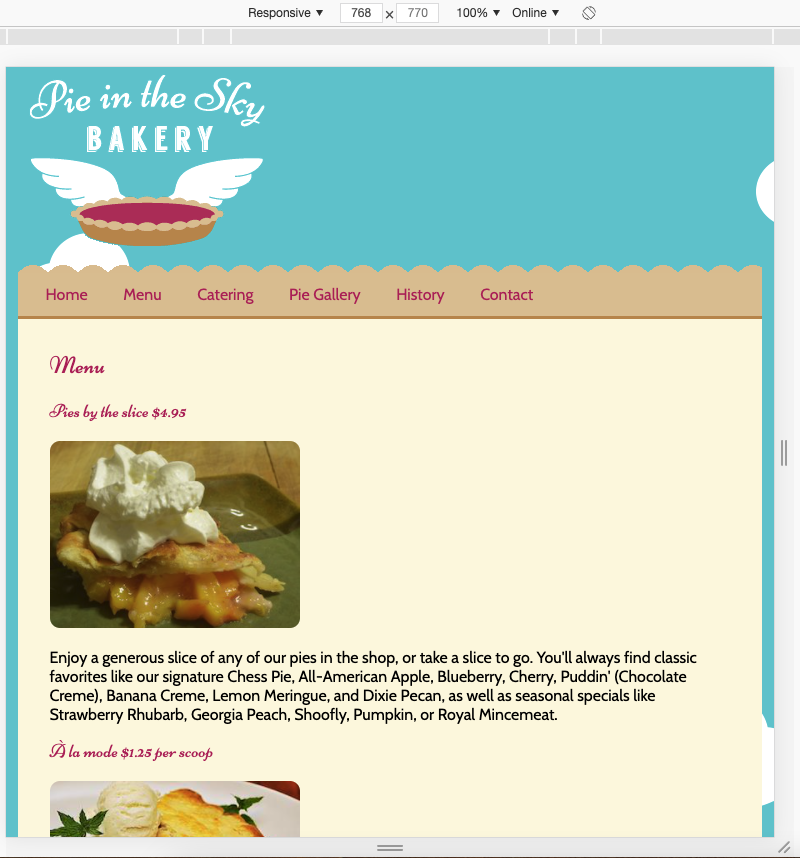 Responsive ▼ 768 × 770 100% ▼ Online ▼
Pie in the Sky
BAKERY
Home Menu Catering Pie Gallery History Contact
Menu
Pies by the slice $4.95
Enjoy a generous slice of any of our pies in the shop, or take a slice to go. You'll always find classic
favorites like our signature Chess Pie, All-American Apple, Blueberry, Cherry, Puddin' (Chocolate
Creme), Banana Creme, Lemon Meringue, and Dixie Pecan, as well as seasonal specials like
Strawberry Rhubarb, Georgia Peach, Shoofly, Pumpkin, or Royal Mincemeat.
À la mode $1.25 per scoop